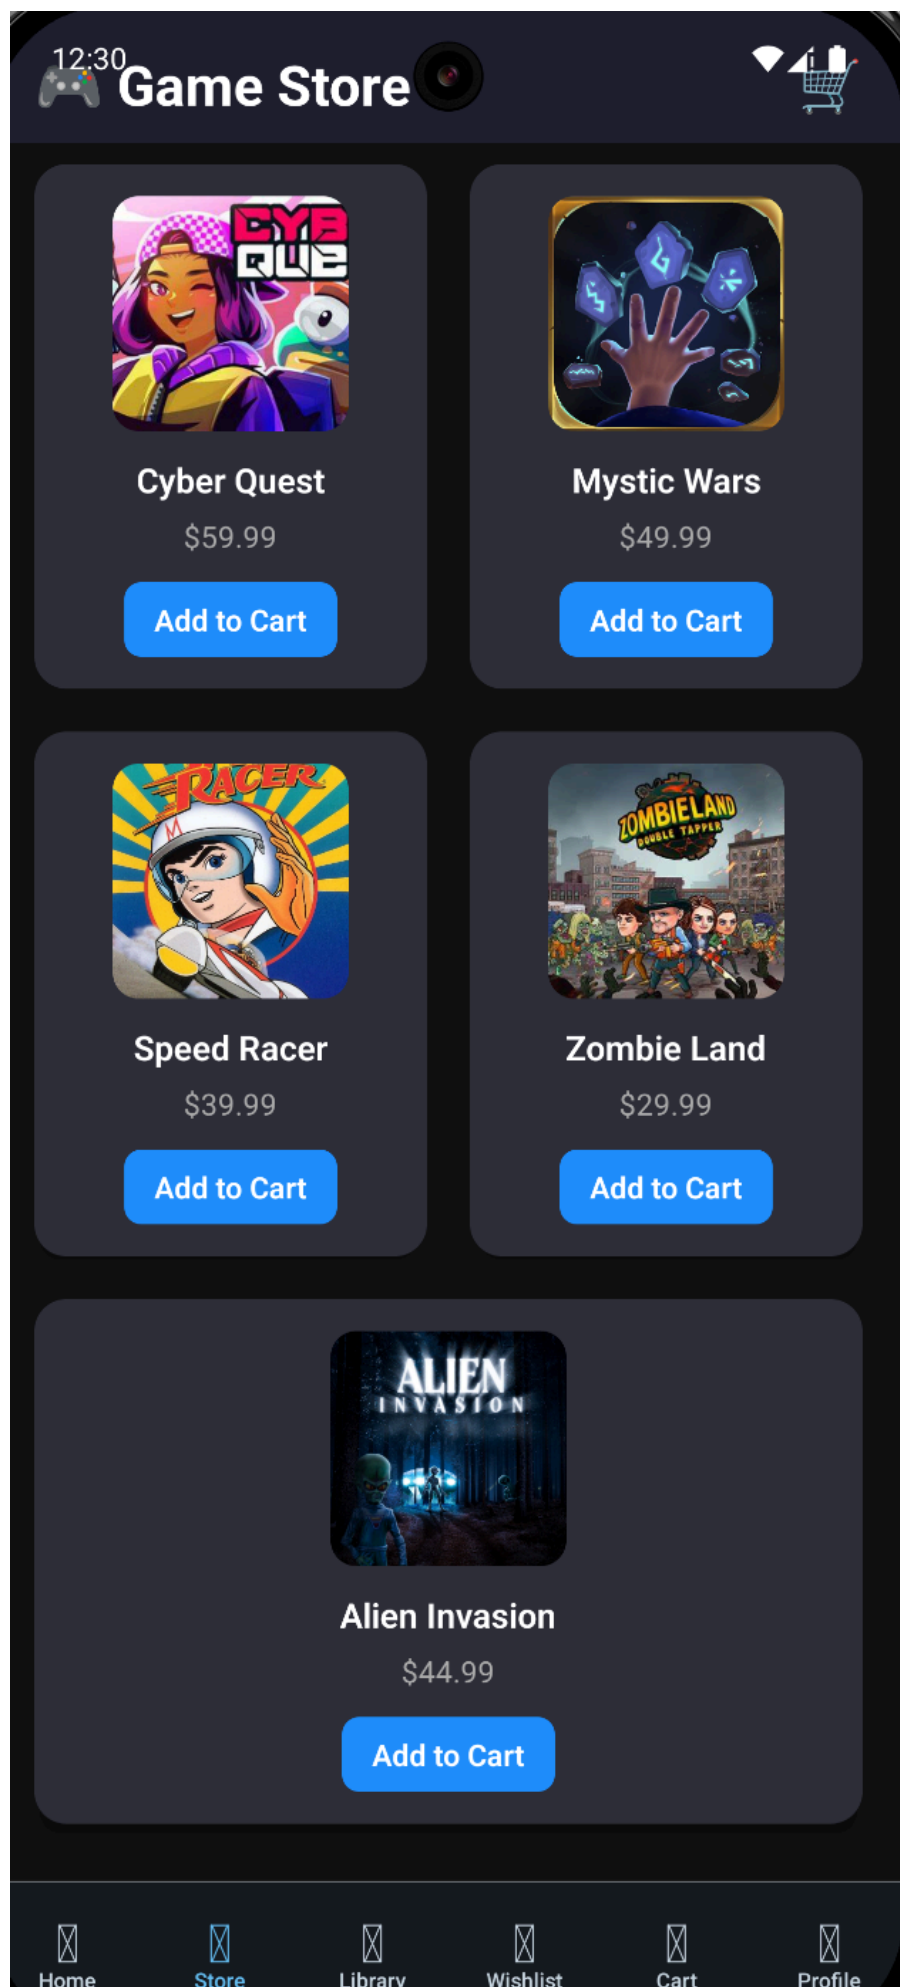 12:30
Game Store
CYB
QUE
Cyber Quest
$59.99
Add to Cart
Mystic Wars
$49.99
Add to Cart
RACER
M
Speed Racer
$39.99
Add to Cart
ZOMBIELAND
DOUBLE TAPPER
Zombie Land
$29.99
Add to Cart
ALIEN
INVASION
Alien Invasion
$44.99
Add to Cart
Home Store Library Wishlist Cart Profile